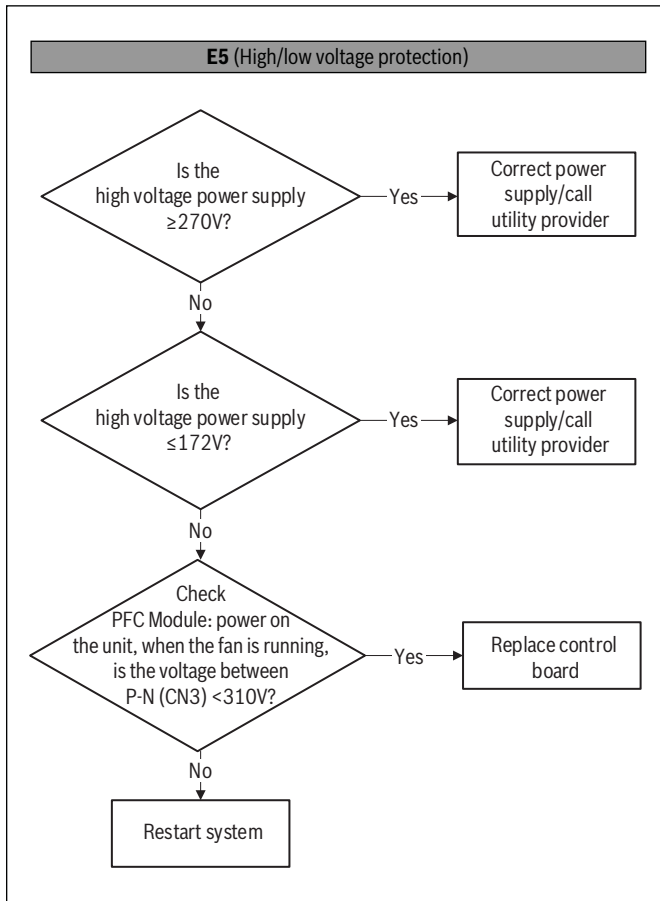 E5 (High/low voltage protection)
Is the
high voltage power supply
≥270V?
Yes
Correct power
supply/call
utility provider
No
Is the
high voltage power supply
≤172V?
Yes
Correct power
supply/call
utility provider
No
Check
PFC Module: power on
the unit, when the fan is running,
is the voltage between
P-N (CN3) <310V?
Yes
Replace control
board
No
Restart system